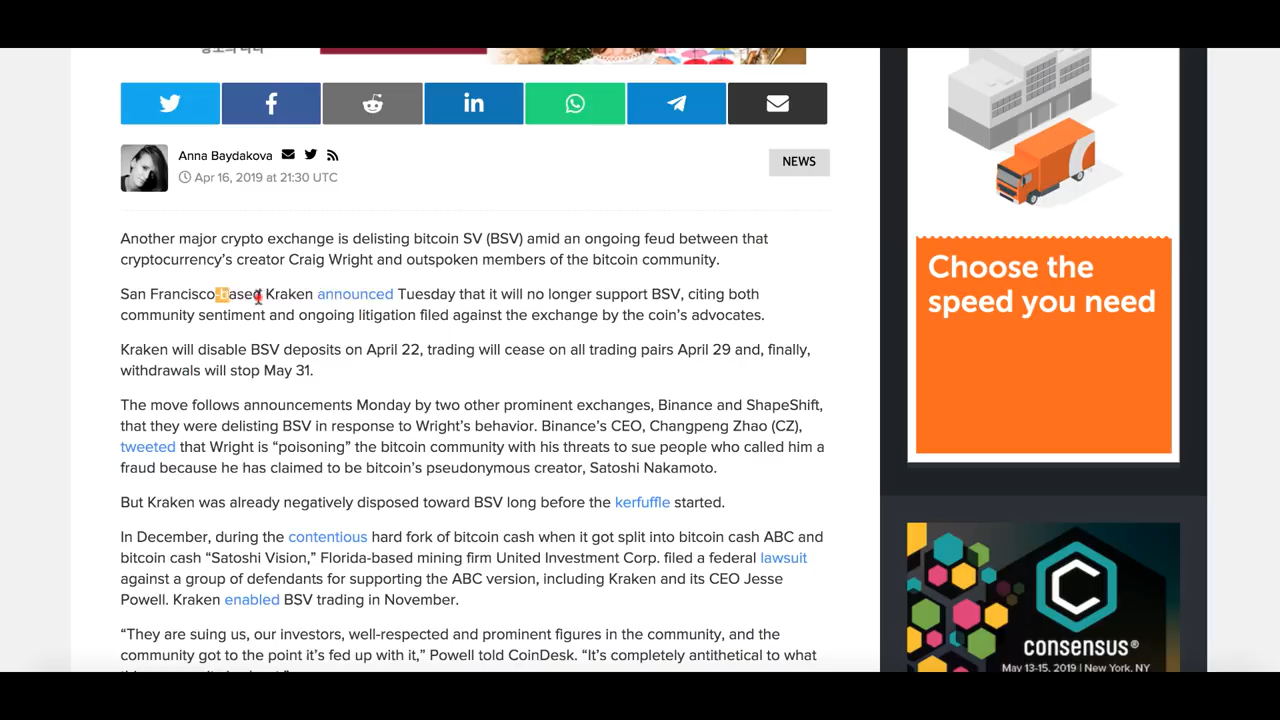 Anna Baydakova
NEWS
Apr 16, 2019 at 21:30 UTC
Another major crypto exchange is delisting bitcoin SV (BSV) amid an ongoing feud between that
cryptocurrency’s creator Craig Wright and outspoken members of the bitcoin community.
San Francisco-based Kraken announced Tuesday that it will no longer support BSV, citing both
community sentiment and ongoing litigation filed against the exchange by the coin’s advocates.
Kraken will disable BSV deposits on April 22, trading will cease on all trading pairs April 29 and, finally,
withdrawals will stop May 31.
The move follows announcements Monday by two other prominent exchanges, Binance and ShapeShift,
that they were delisting BSV in response to Wright’s behavior. Binance’s CEO, Changpeng Zhao (CZ),
tweeted that Wright is “poisoning” the bitcoin community with his threats to sue people who called him a
fraud because he has claimed to be bitcoin’s pseudonymous creator, Satoshi Nakamoto.
But Kraken was already negatively disposed toward BSV long before the kerfuffle started.
In December, during the contentious hard fork of bitcoin cash when it got split into bitcoin cash ABC and
bitcoin cash “Satoshi Vision,” Florida-based mining firm United Investment Corp. filed a federal lawsuit
against a group of defendants for supporting the ABC version, including Kraken and its CEO Jesse
Powell. Kraken enabled BSV trading in November.
“They are suing us, our investors, well-respected and prominent figures in the community, and the
community got to the point it’s fed up with it,” Powell told CoinDesk. “It’s completely antithetical to what
Choose the
speed you need
consensus®
May 13-15, 2019 | New York, NY